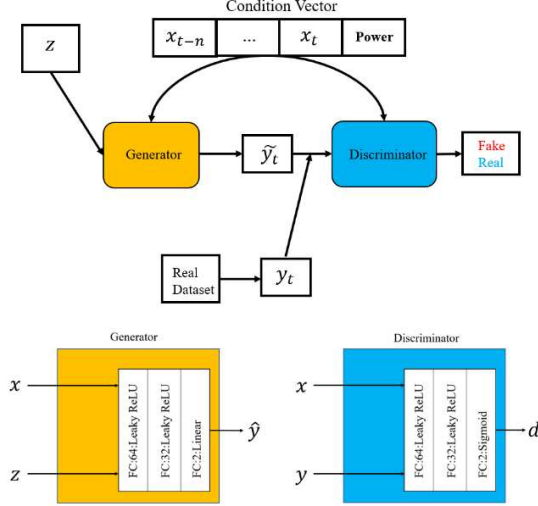 Condition Vector
z
x_{t-n} ... x_t Power
Generator
ỹ_t
Discriminator
Fake
Real
Real
Dataset
y_t
Generator
x
z
FC:64:Leaky ReLU
FC:32:Leaky ReLU
FC:2:Linear
ŷ
Discriminator
x
y
FC:64:Leaky ReLU
FC:32:Leaky ReLU
FC:2:Sigmoid
d